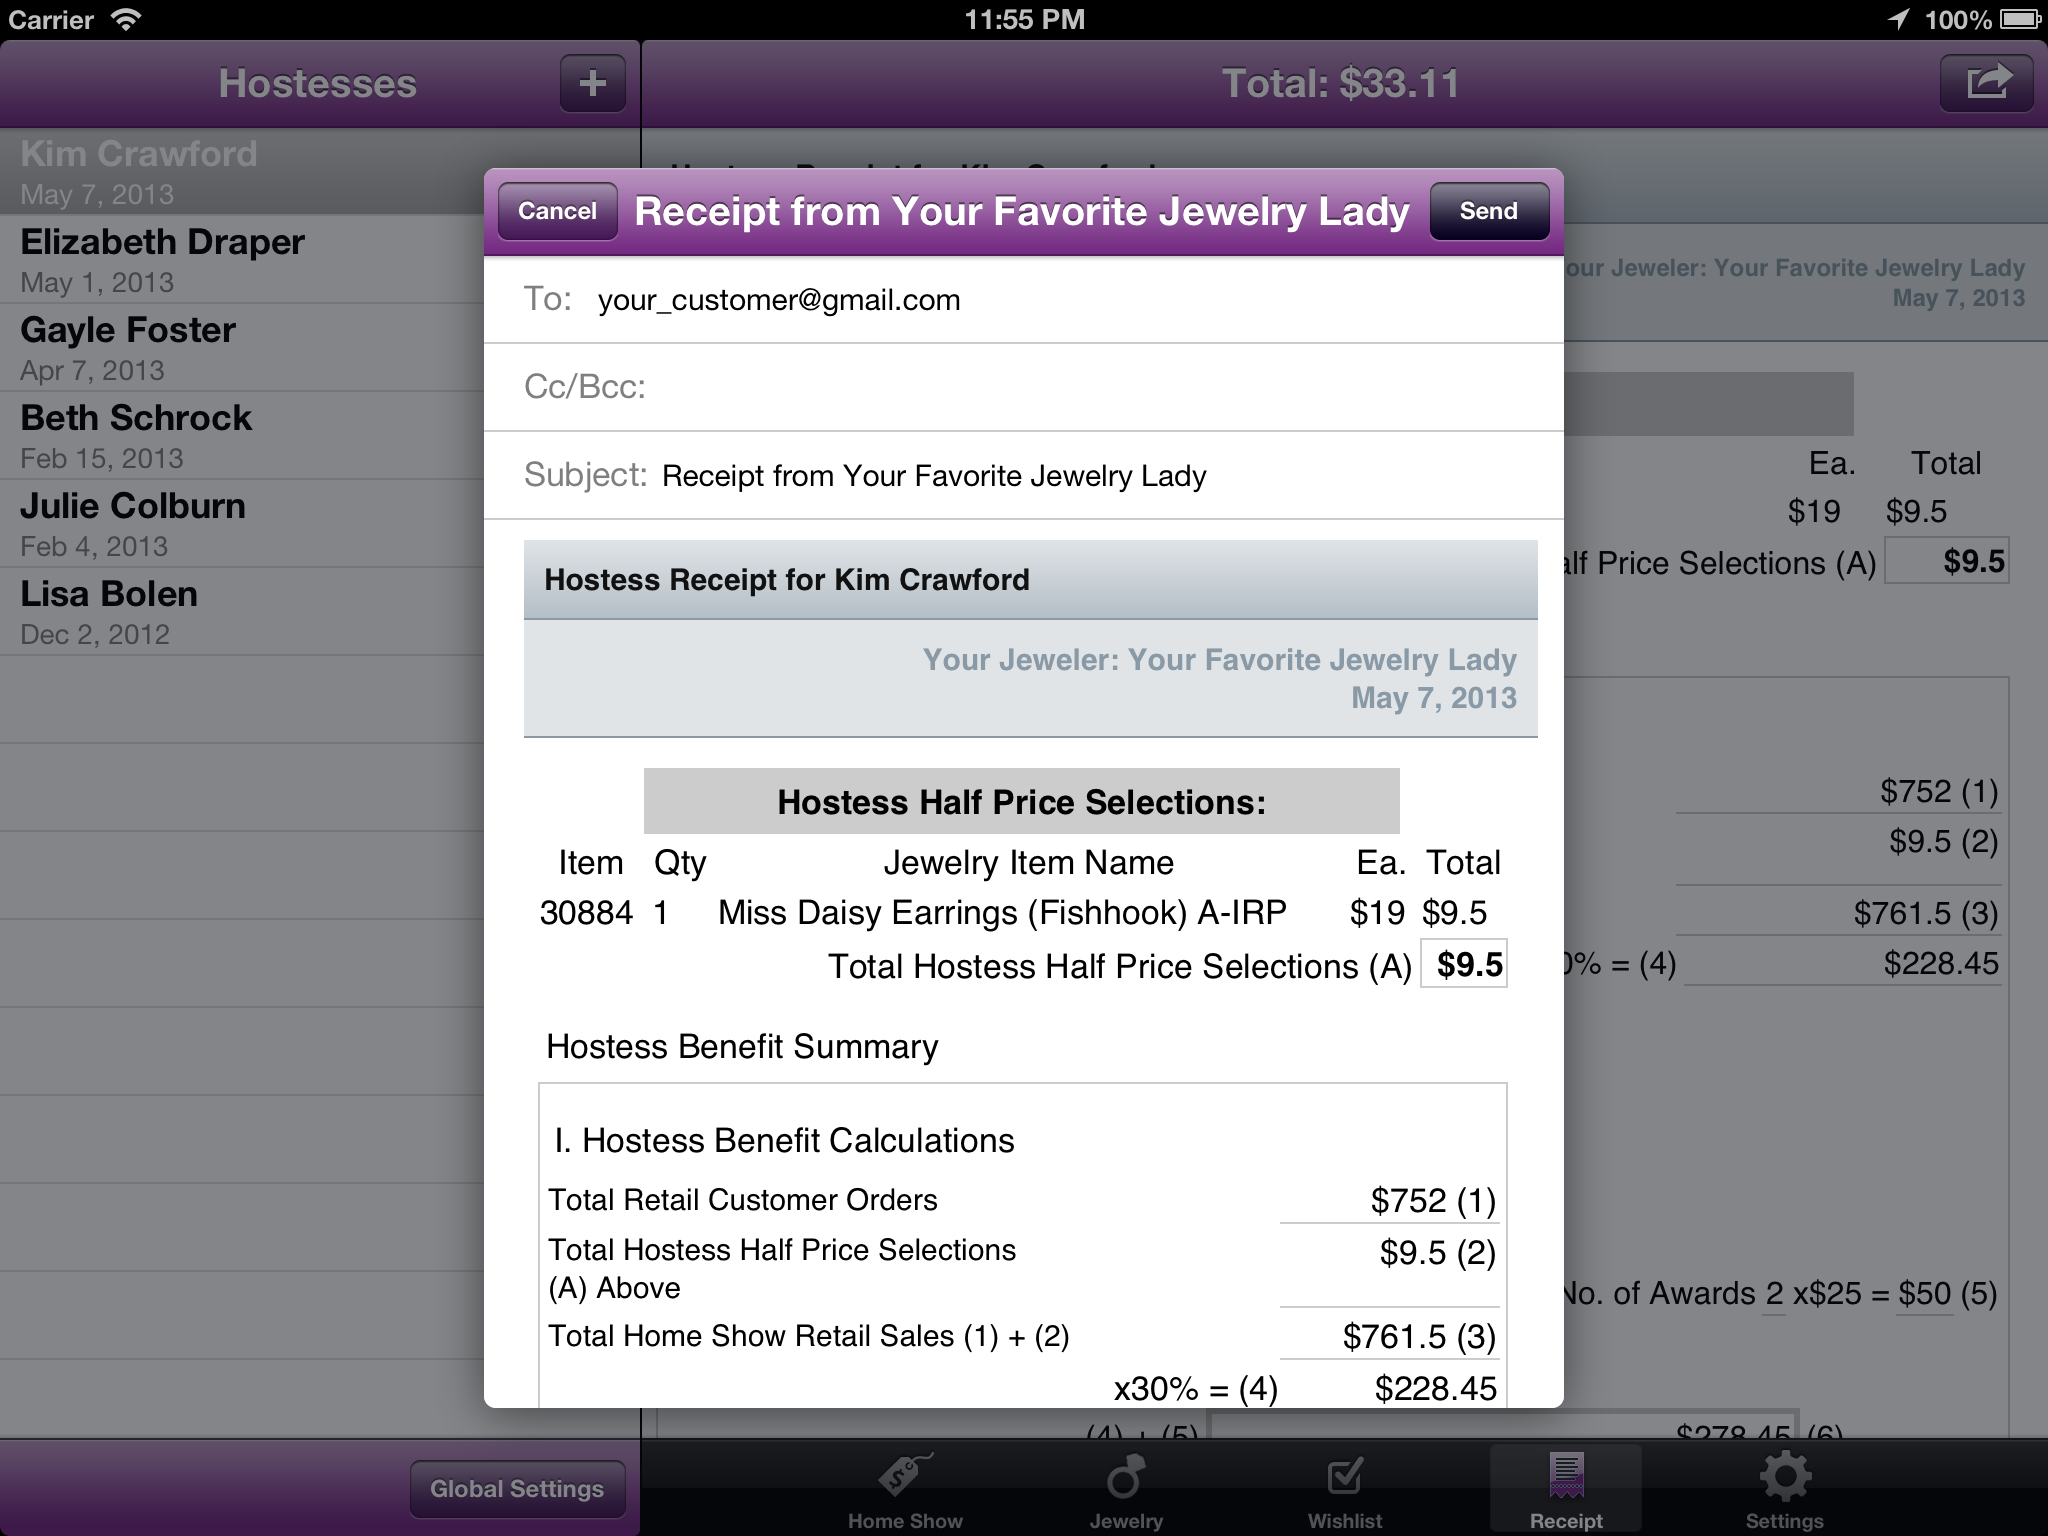 Carrier
11:55 PM
100%
Hostesses
+
Total: $33.11
Kim Crawford
May 7, 2013
Elizabeth Draper
May 1, 2013
Gayle Foster
Apr 7, 2013
Beth Schrock
Feb 15, 2013
Julie Colburn
Feb 4, 2013
Lisa Bolen
Dec 2, 2012
Global Settings
Cancel
Receipt from Your Favorite Jewelry Lady
Send
To: your_customer@gmail.com
Cc/Bcc:
Subject: Receipt from Your Favorite Jewelry Lady
Hostess Receipt for Kim Crawford
Your Jeweler: Your Favorite Jewelry Lady
May 7, 2013
Hostess Half Price Selections:
Item Qty Jewelry Item Name Ea. Total
30884 1 Miss Daisy Earrings (Fishhook) A-IRP $19 $9.5
Total Hostess Half Price Selections (A) $9.5
Hostess Benefit Summary
I. Hostess Benefit Calculations
Total Retail Customer Orders $752 (1)
Total Hostess Half Price Selections $9.5 (2)
(A) Above
Total Home Show Retail Sales (1) + (2) $761.5 (3)
x30% = (4) $228.45
Jeweler: Your Favorite Jewelry Lady
May 7, 2013
Ea. Total
$19 $9.5
Price Selections (A) $9.5
$752 (1)
$9.5 (2)
$761.5 (3)
% = (4) $228.45
of Awards 2 x$25 = $50 (5)
(4) + (5) $278.45 (6)
Home Show
Jewelry
Wishlist
Receipt
Settings